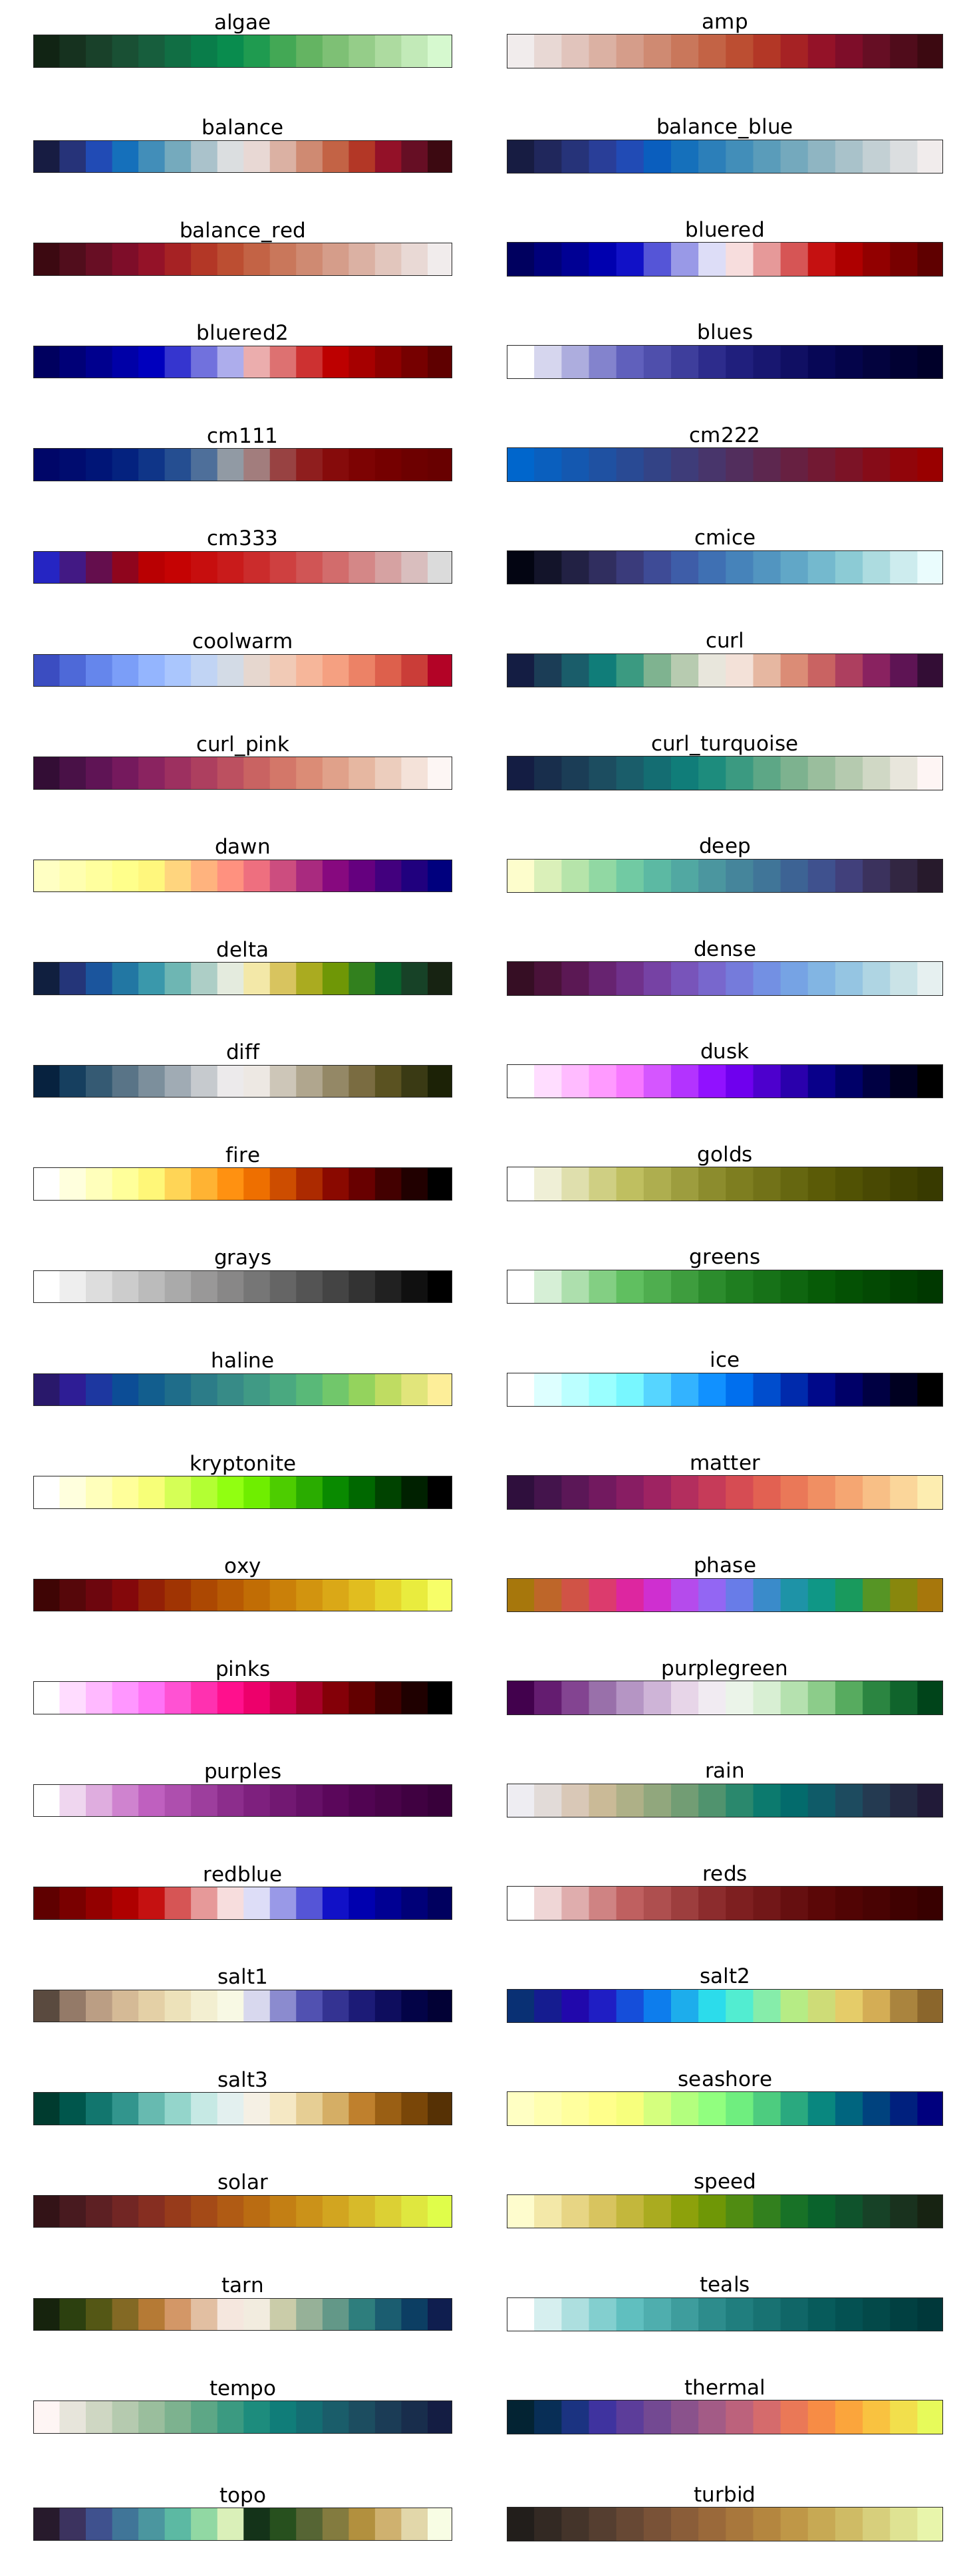 algae
amp
balance
balance_blue
balance_red
bluered
bluered2
blues
cm111
cm222
cm333
cmice
coolwarm
curl
curl_pink
curl_turquoise
dawn
deep
delta
dense
diff
dusk
fire
golds
grays
greens
haline
ice
kryptonite
matter
oxy
phase
pinks
purplegreen
purples
rain
redblue
reds
salt1
salt2
salt3
seashore
solar
speed
tarn
teals
tempo
thermal
topo
turbid